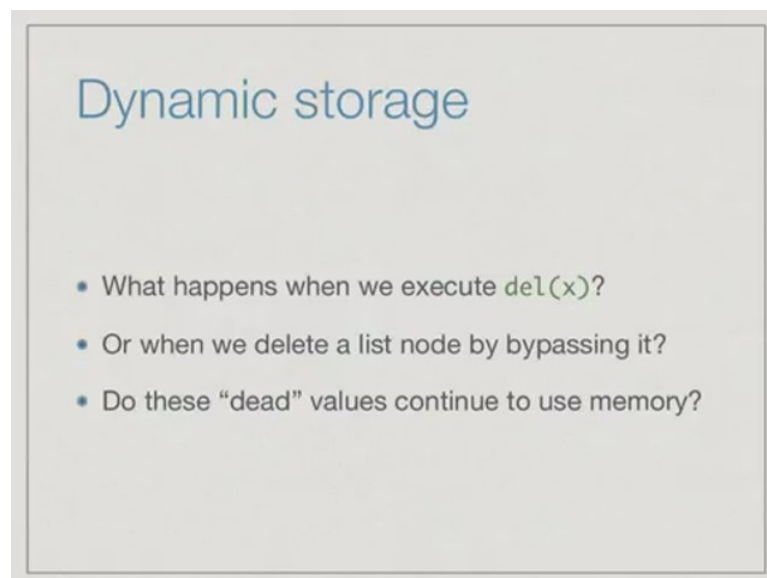 Dynamic storage
• What happens when we execute del(x)?
• Or when we delete a list node by bypassing it?
• Do these “dead” values continue to use memory?